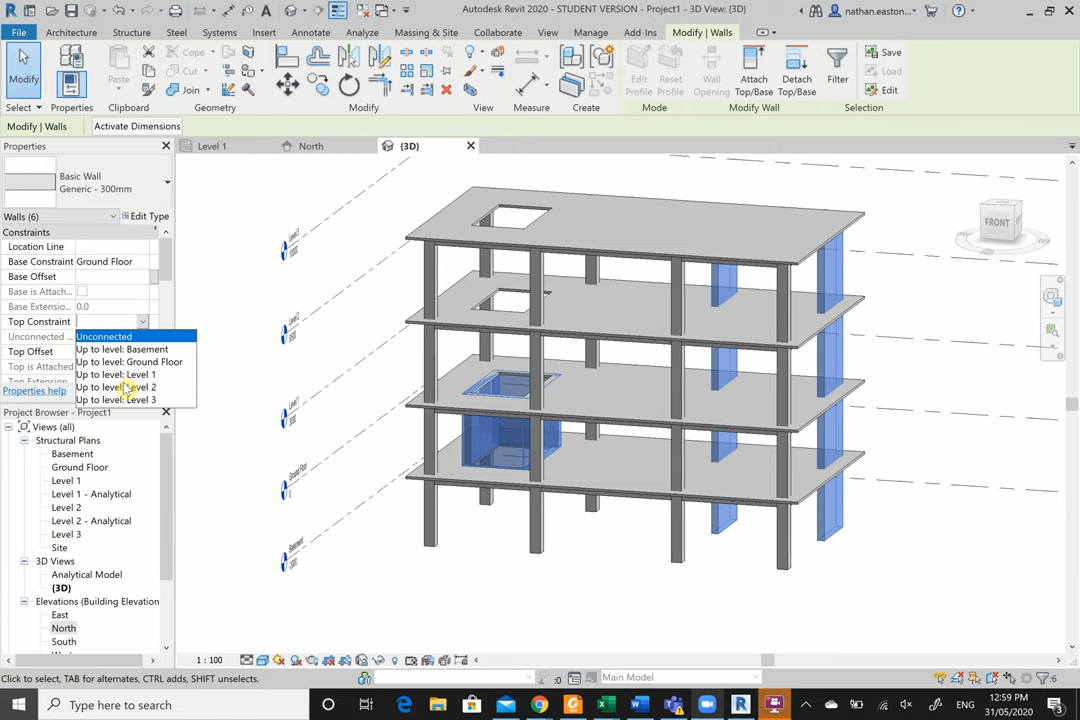 Autodesk Revit 2020 - STUDENT VERSION - Project1 - 3D View: {3D}
nathan.easton...
File Architecture Structure Steel Systems Insert Annotate Analyze Massing & Site Collaborate View Manage Add-Ins Modify | Walls
Modify
Paste
Cope
Cut
Join
Edit Profile
Reset Profile
Wall Opening
Attach Top/Base
Detach Top/Base
Filter
Save
Load
Edit
Select Properties Clipboard Geometry Modify View Measure Create Mode Modify Wall Selection
Modify | Walls Activate Dimensions
Properties
Level 1
North
{3D}
Basic Wall
Generic - 300mm
Walls (6) Edit Type
Constraints
Location Line
Base Constraint Ground Floor
Base Offset
Base is Attach...
Base Extensio... 0.0
Top Constraint
Unconnected ...
Top Offset
Top is Attached
Top Extension
Properties help
Unconnected
Up to level: Basement
Up to level: Ground Floor
Up to level: Level 1
Up to level: Level 2
Up to level: Level 3
Project Browser - Project1
Views (all)
Structural Plans
Basement
Ground Floor
Level 1
Level 1 - Analytical
Level 2
Level 2 - Analytical
Level 3
Site
3D Views
Analytical Model
{3D}
Elevations (Building Elevation
East
North
South
FRONT
Ground Floor
0
Basement
1 : 100
Click to select, TAB for alternates, CTRL adds, SHIFT unselects.
:0
Main Model
:6
Type here to search
12:59 PM
31/05/2020
3